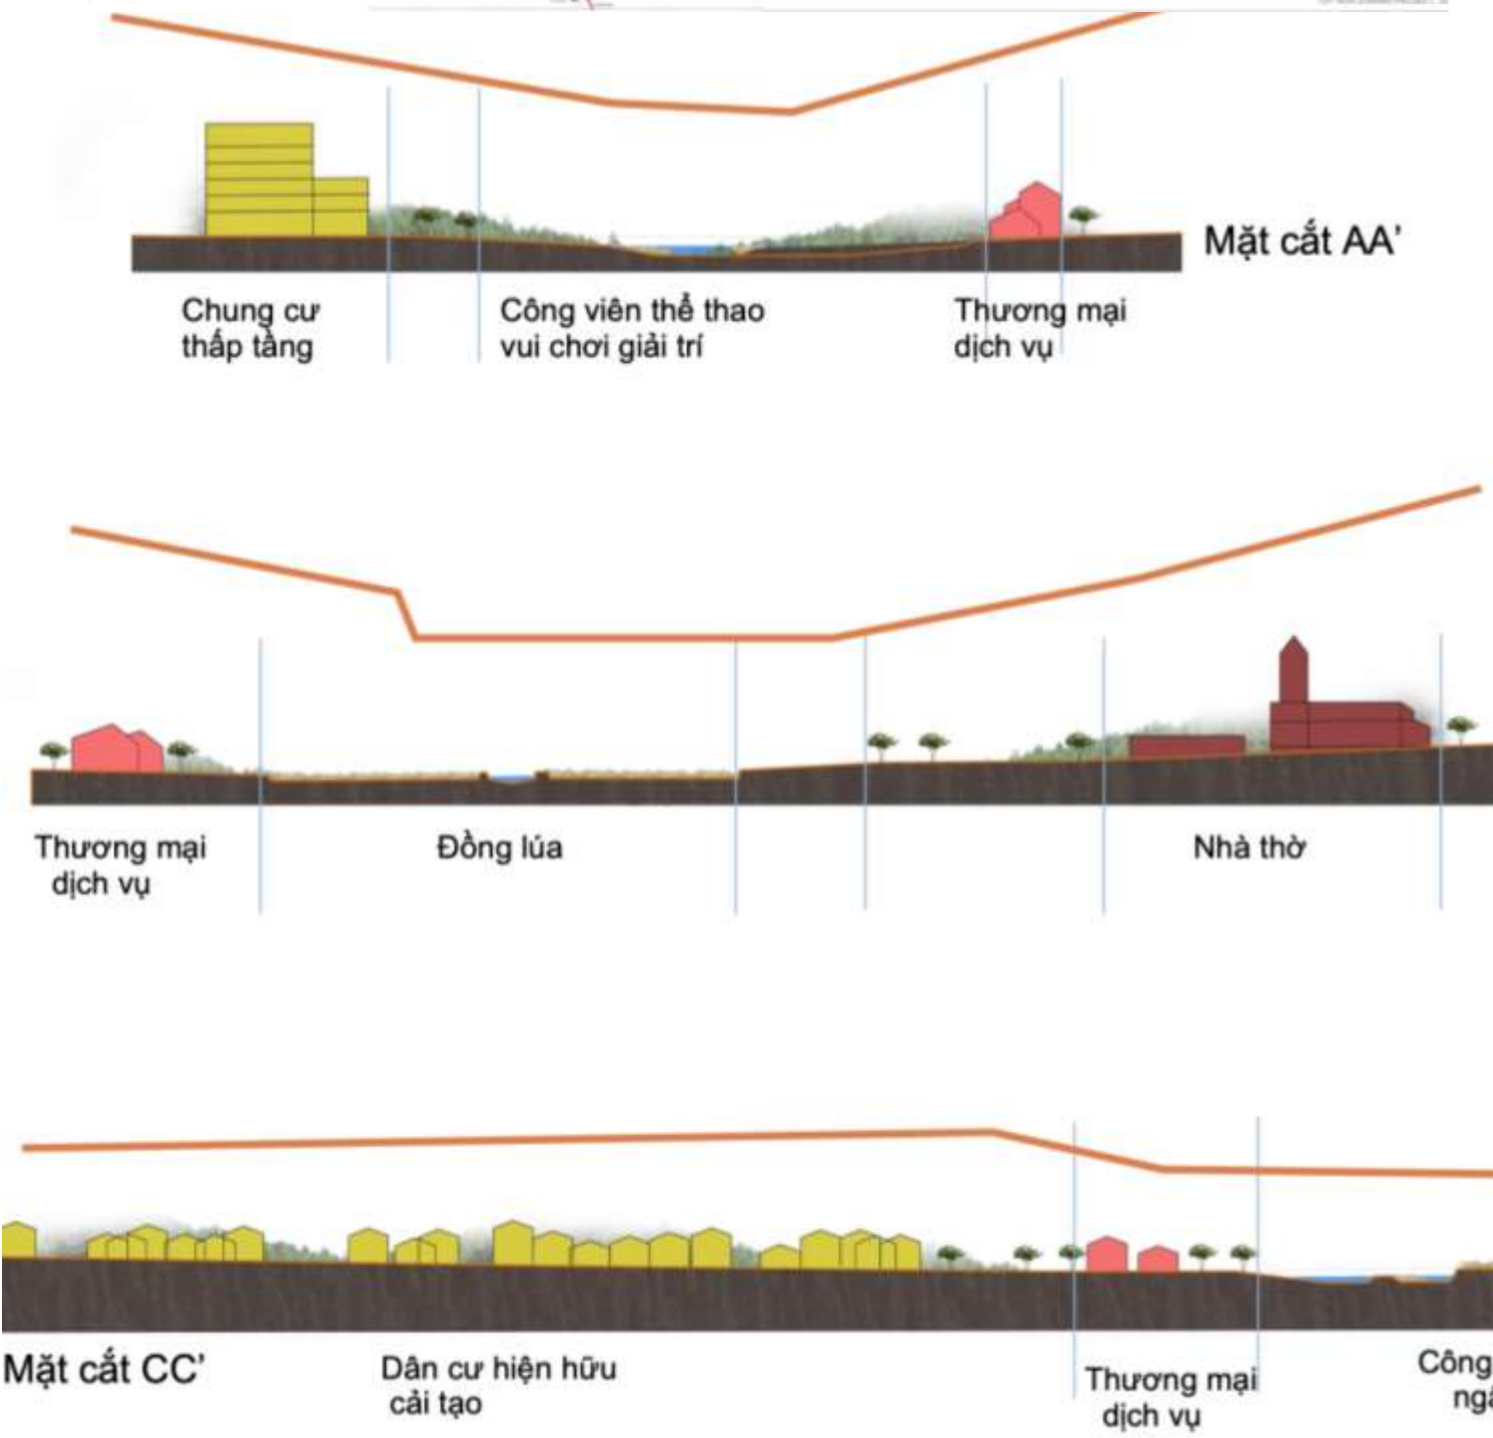 Mặt cắt AA'
Chung cư
thấp tầng
Công viên thể thao
vui chơi giải trí
Thương mại
dịch vụ
Thương mại
dịch vụ
Đồng lúa
Nhà thờ
Mặt cắt CC'
Dân cư hiện hữu
cải tạo
Thương mại
dịch vụ
Công